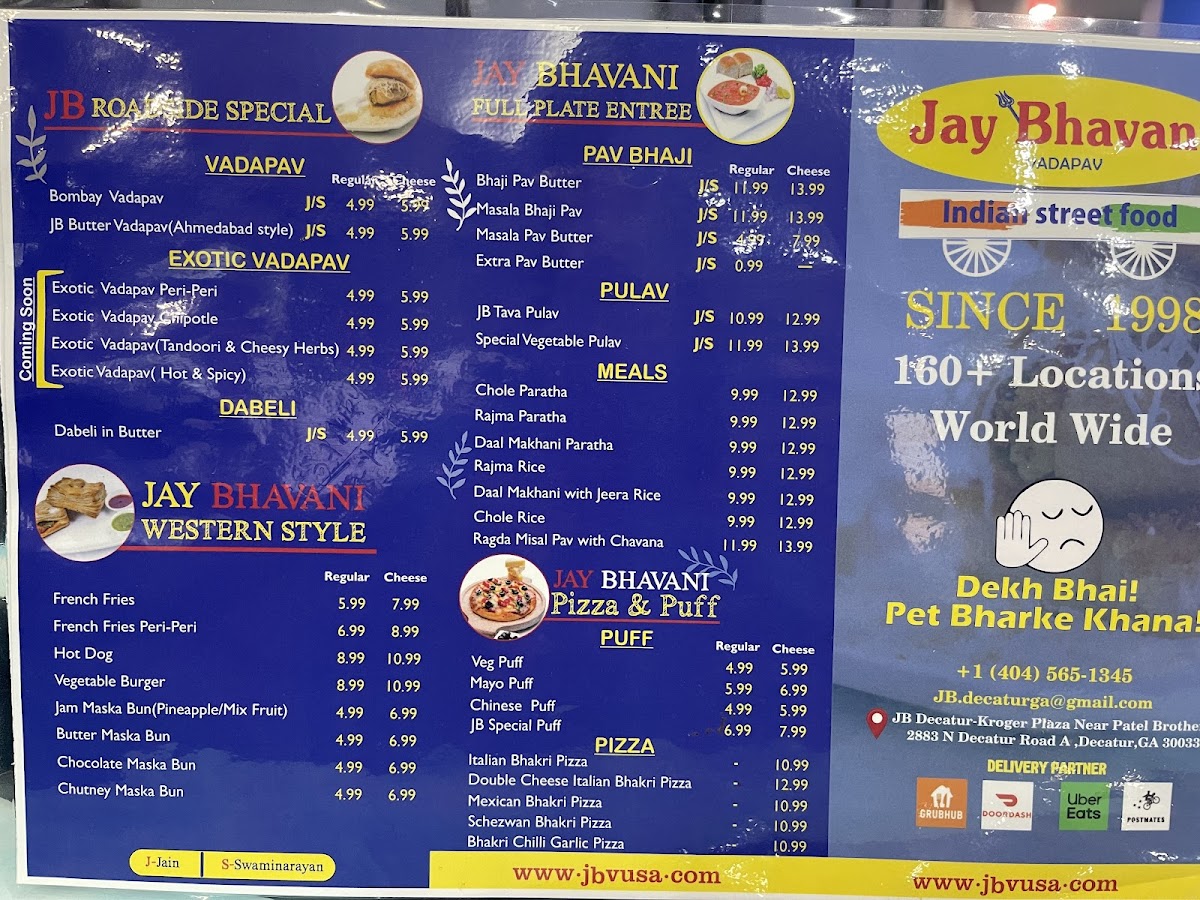 JB ROADSIDE SPECIAL
VADAPAV
Regular Cheese
Bombay Vadapav J/S 4.99 5.99
JB Butter Vadapav(Ahmedabad style) J/S 4.99 5.99
EXOTIC VADAPAV
Coming Soon
Exotic Vadapav Peri-Peri 4.99 5.99
Exotic Vadapav Chipotle 4.99 5.99
Exotic Vadapav(Tandoori & Cheesy Herbs) 4.99 5.99
Exotic Vadapav( Hot & Spicy) 4.99 5.99
DABELI
Dabeli in Butter J/S 4.99 5.99
JAY BHAVANI
WESTERN STYLE
Regular Cheese
French Fries 5.99 7.99
French Fries Peri-Peri 6.99 8.99
Hot Dog 8.99 10.99
Vegetable Burger 8.99 10.99
Jam Maska Bun(Pineapple/Mix Fruit) 4.99 6.99
Butter Maska Bun 4.99 6.99
Chocolate Maska Bun 4.99 6.99
Chutney Maska Bun 4.99 6.99
J-Jain S-Swaminarayan
JAY BHAVANI
FULL PLATE ENTREE
PAV BHAJI
Regular Cheese
Bhaji Pav Butter J/S 11.99 13.99
Masala Bhaji Pav J/S 11.99 13.99
Masala Pav Butter J/S 4.99 7.99
Extra Pav Butter J/S 0.99 —
PULAV
JB Tava Pulav J/S 10.99 12.99
Special Vegetable Pulav J/S 11.99 13.99
MEALS
Chole Paratha 9.99 12.99
Rajma Paratha 9.99 12.99
Daal Makhani Paratha 9.99 12.99
Rajma Rice 9.99 12.99
Daal Makhani with Jeera Rice 9.99 12.99
Chole Rice 9.99 12.99
Ragda Misal Pav with Chavana 11.99 13.99
JAY BHAVANI
Pizza & Puff
PUFF
Regular Cheese
Veg Puff 4.99 5.99
Mayo Puff 5.99 6.99
Chinese Puff 4.99 5.99
JB Special Puff 6.99 7.99
PIZZA
Italian Bhakri Pizza - 10.99
Double Cheese Italian Bhakri Pizza - 12.99
Mexican Bhakri Pizza - 10.99
Schezwan Bhakri Pizza - 10.99
Bhakri Chilli Garlic Pizza 10.99
www.jbvusa.com
Jay Bhavan
VADAPAV
Indian street food
SINCE 1998
160+ Locations
World Wide
Dekh Bhai!
Pet Bharke Khana!
+1 (404) 565-1345
JB.decaturga@gmail.com
JB Decatur-Kroger Plaza Near Patel Brothe
2883 N Decatur Road A ,Decatur,GA 30033
DELIVERY PARTNER
GRUBHUB
DOORDASH
Uber
Eats
POSTMATES
www.jbvusa.com